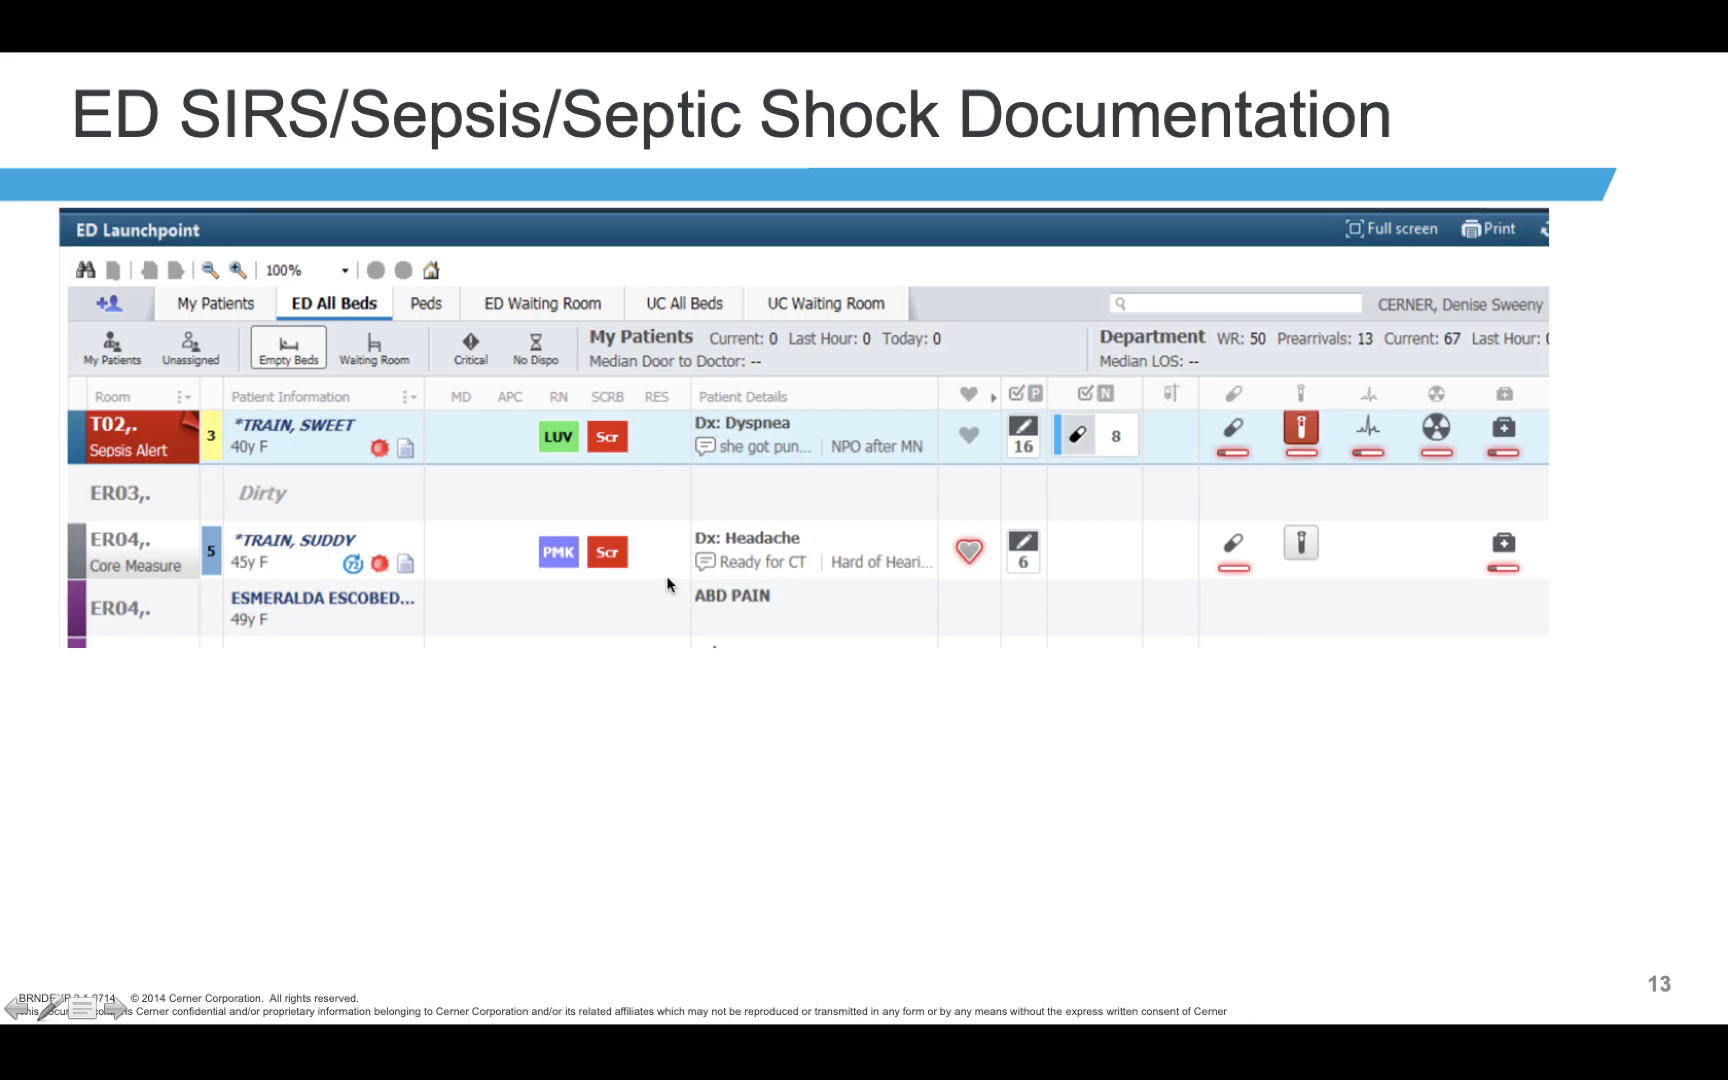 ED SIRS/Sepsis/Septic Shock Documentation
ED Launchpoint Full screen Print
100%
My Patients ED All Beds Peds ED Waiting Room UC All Beds UC Waiting Room CERNER, Denise Sweeny
My Patients Unassigned Empty Beds Waiting Room Critical No Dispo
My Patients Current: 0 Last Hour: 0 Today: 0
Median Door to Doctor: --
Department WR: 50 Prearrivals: 13 Current: 67 Last Hour:
Median LOS: --
Room Patient Information MD APC RN SCRB RES Patient Details P N
T02,. 3 *TRAIN, SWEET LUV Scr Dx: Dyspnea 16 8
Sepsis Alert 40y F she got pun... NPO after MN
ER03,. Dirty
ER04,. 5 *TRAIN, SUDDY PMK Scr Dx: Headache 6
Core Measure 45y F 72 Ready for CT Hard of Heari...
ER04,. ESMERALDA ESCOBED... ABD PAIN
49y F
13
© 2014 Cerner Corporation. All rights reserved.
Cerner confidential and/or proprietary information belonging to Cerner Corporation and/or its related affiliates which may not be reproduced or transmitted in any form or by any means without the express written consent of Cerner